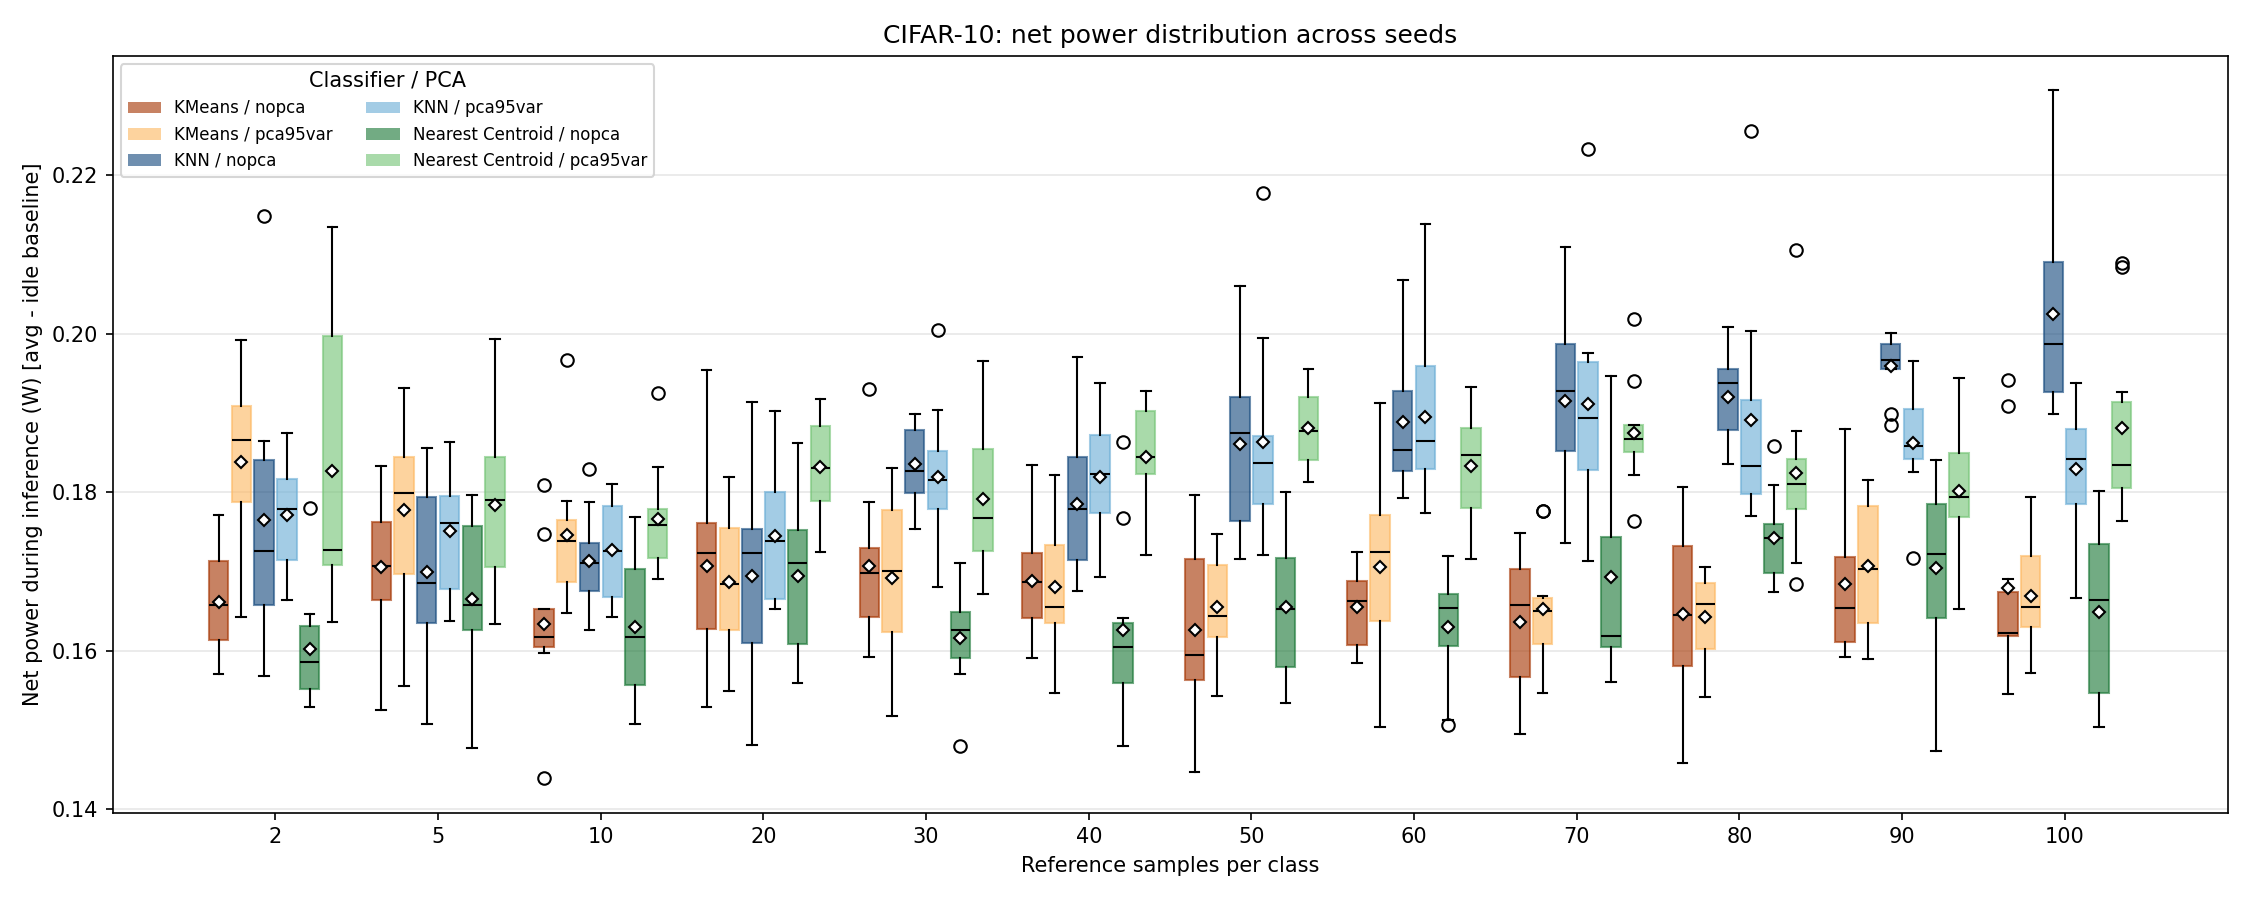 CIFAR-10: net power distribution across seeds
Classifier / PCA
KMeans / nopca
KMeans / pca95var
KNN / nopca
KNN / pca95var
Nearest Centroid / nopca
Nearest Centroid / pca95var
Net power during inference (W) [avg - idle baseline]
0.22
0.20
0.18
0.16
0.14
2 5 10 20 30 40 50 60 70 80 90 100
Reference samples per class